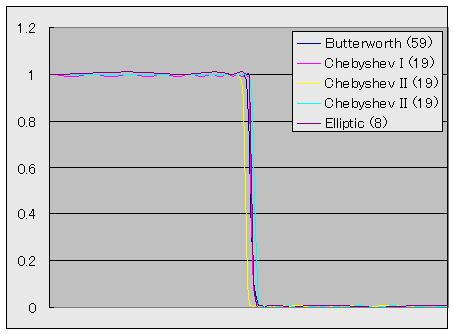 1.2
1
0.8
0.6
0.4
0.2
0
Butterworth (59)
Chebyshev I (19)
Chebyshev II (19)
Chebyshev II (19)
Elliptic (8)